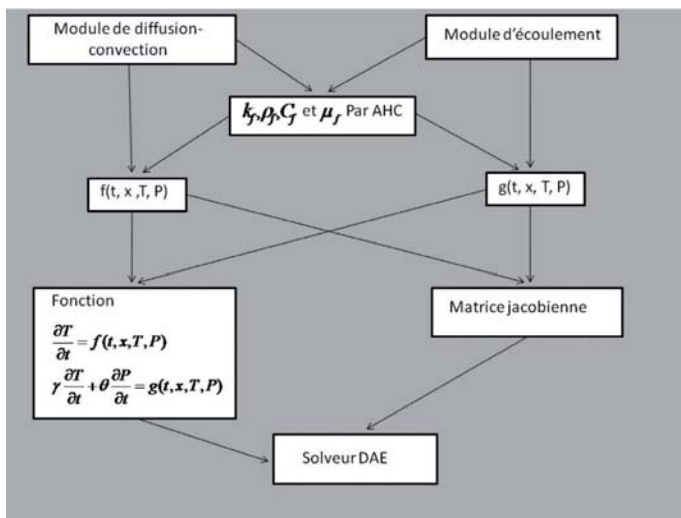 Module de diffusion-
convection
Module d'écoulement
k_f, ρ_f, C_f et μ_f Par AHC
f(t, x ,T, P)
g(t, x, T, P)
Fonction
∂T/∂t = f(t, x, T, P)
γ ∂T/∂t + θ ∂P/∂t = g(t, x, T, P)
Matrice jacobienne
Solveur DAE